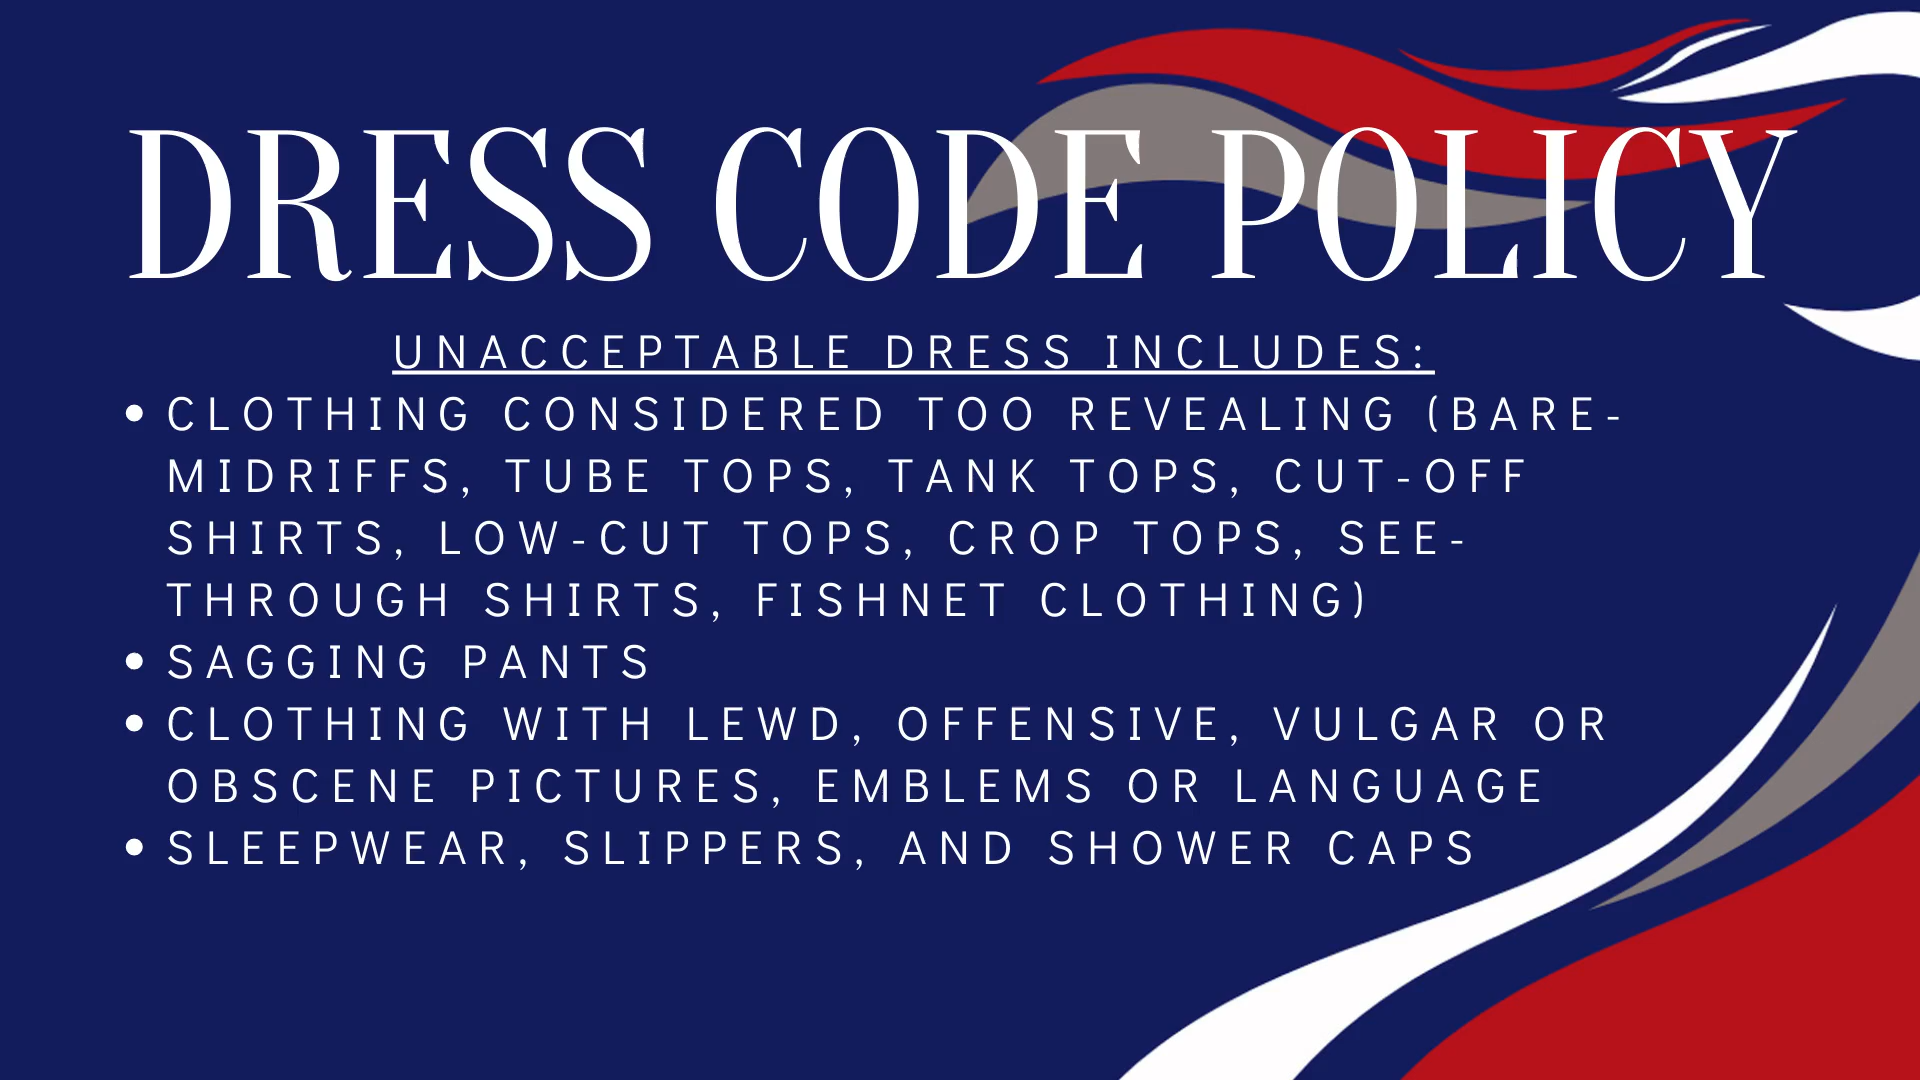 DRESS CODE POLICY
UNACCEPTABLE DRESS INCLUDES:
• CLOTHING CONSIDERED TOO REVEALING (BARE-
MIDRIFFS, TUBE TOPS, TANK TOPS, CUT-OFF
SHIRTS, LOW-CUT TOPS, CROP TOPS, SEE-
THROUGH SHIRTS, FISHNET CLOTHING)
• SAGGING PANTS
• CLOTHING WITH LEWD, OFFENSIVE, VULGAR OR
OBSCENE PICTURES, EMBLEMS OR LANGUAGE
• SLEEPWEAR, SLIPPERS, AND SHOWER CAPS